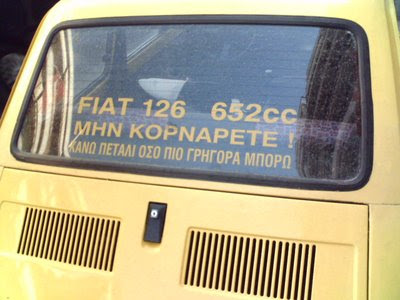 FIAT 126 652cc
ΜΗΝ ΚΟΡΝΑΡΕΤΕ !
ΚΑΝΩ ΠΕΤΑΛΙ ΟΣΟ ΠΙΟ ΓΡΗΓΟΡΑ ΜΠΟΡΩ